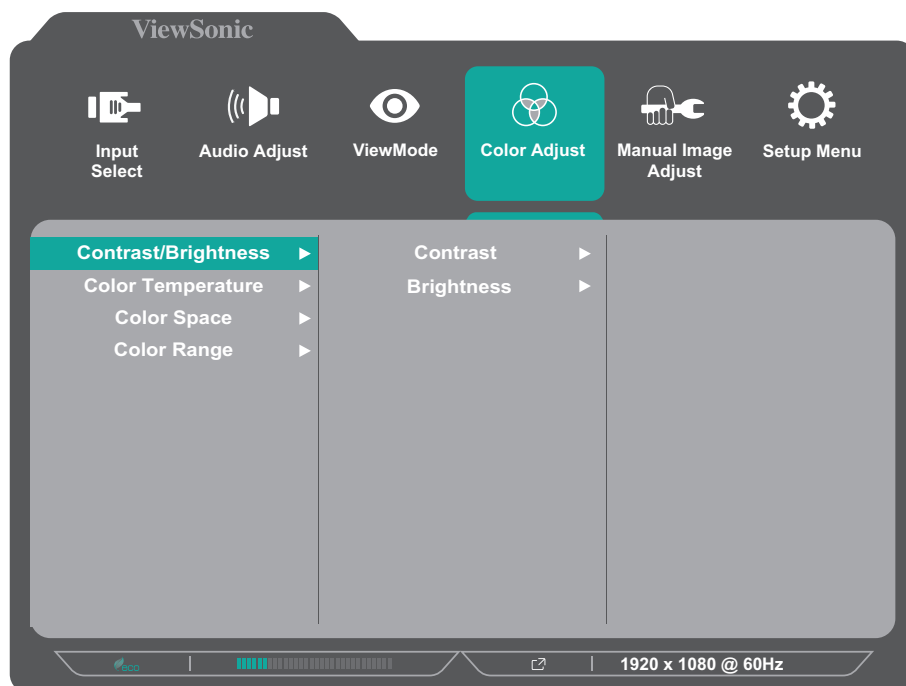 ViewSonic
Input
Select
Audio Adjust
ViewMode
Color Adjust
Manual Image
Adjust
Setup Menu
Contrast/Brightness
Color Temperature
Color Space
Color Range
Contrast
Brightness
eco
1920 x 1080 @ 60Hz